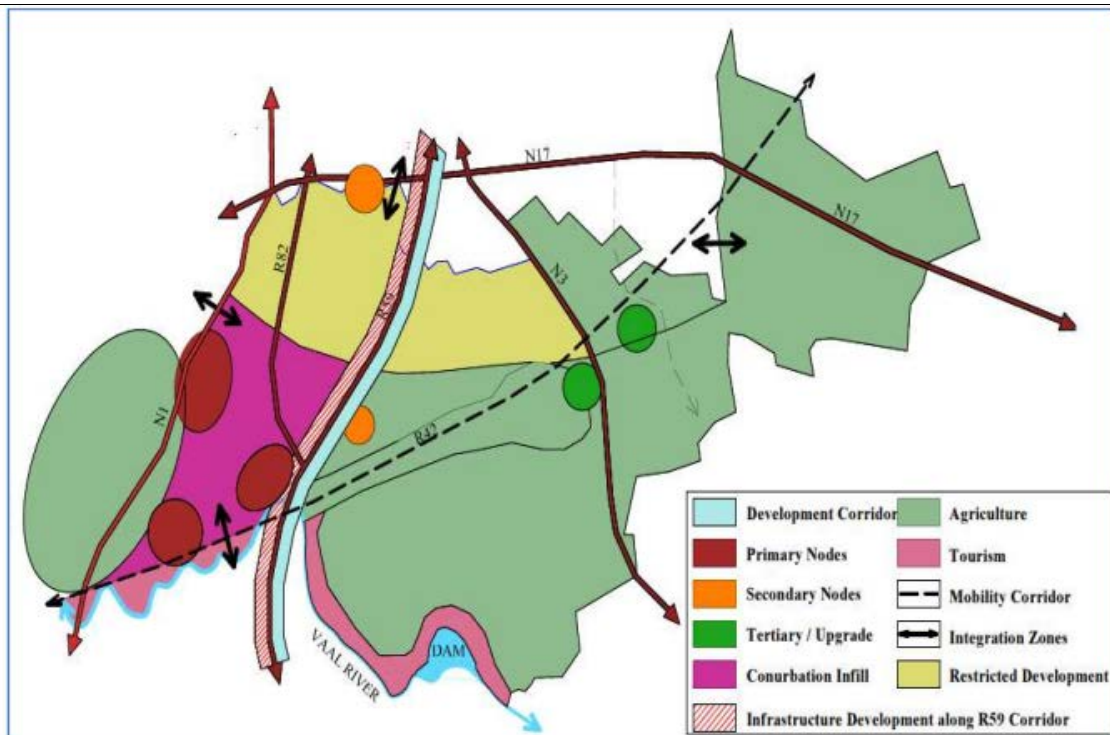 N17
N17
R82
R59
N3
N1
R42
VAAL RIVER
DAM
Development Corridor
Agriculture
Primary Nodes
Tourism
Secondary Nodes
Mobility Corridor
Tertiary / Upgrade
Integration Zones
Conurbation Infill
Restricted Development
Infrastructure Development along R59 Corridor